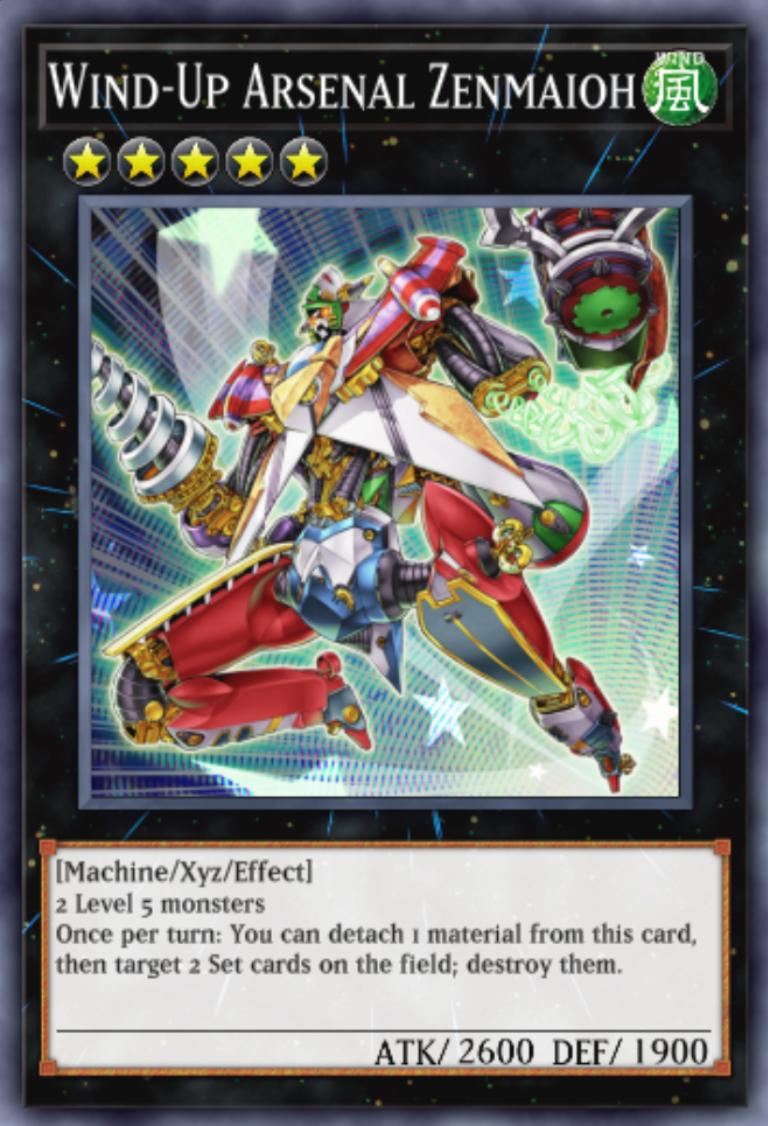 Wind-Up Arsenal Zenmaioh
WIND
風
[Machine/Xyz/Effect]
2 Level 5 monsters
Once per turn: You can detach 1 material from this card,
then target 2 Set cards on the field; destroy them.
ATK/ 2600 DEF/ 1900